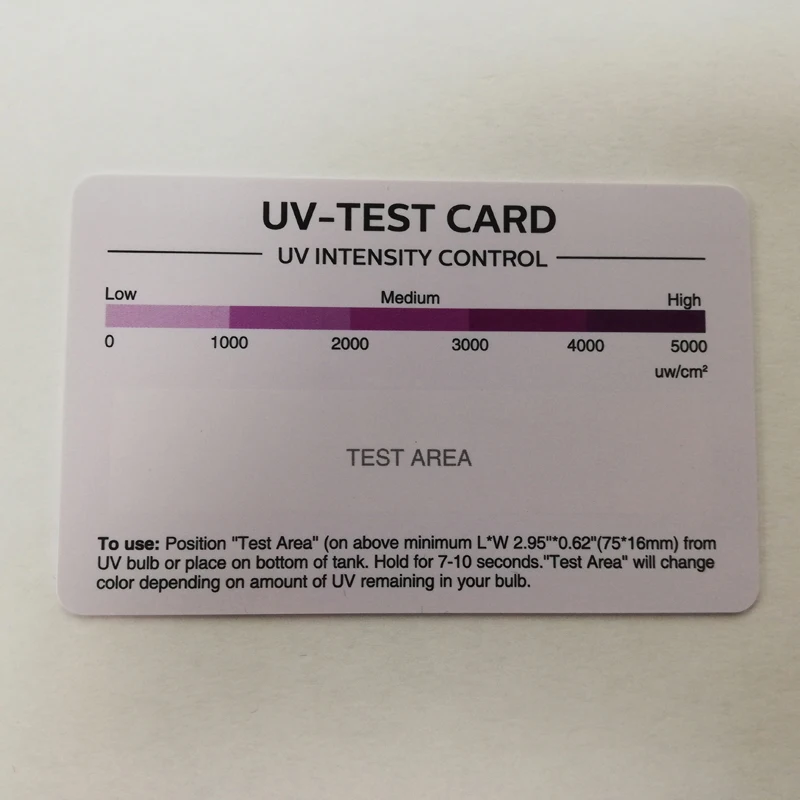 UV-TEST CARD
UV INTENSITY CONTROL
Low Medium High
0 1000 2000 3000 4000 5000
uw/cm²
TEST AREA
To use: Position "Test Area" (on above minimum L*W 2.95"*0.62"(75*16mm) from
UV bulb or place on bottom of tank. Hold for 7-10 seconds."Test Area" will change
color depending on amount of UV remaining in your bulb.